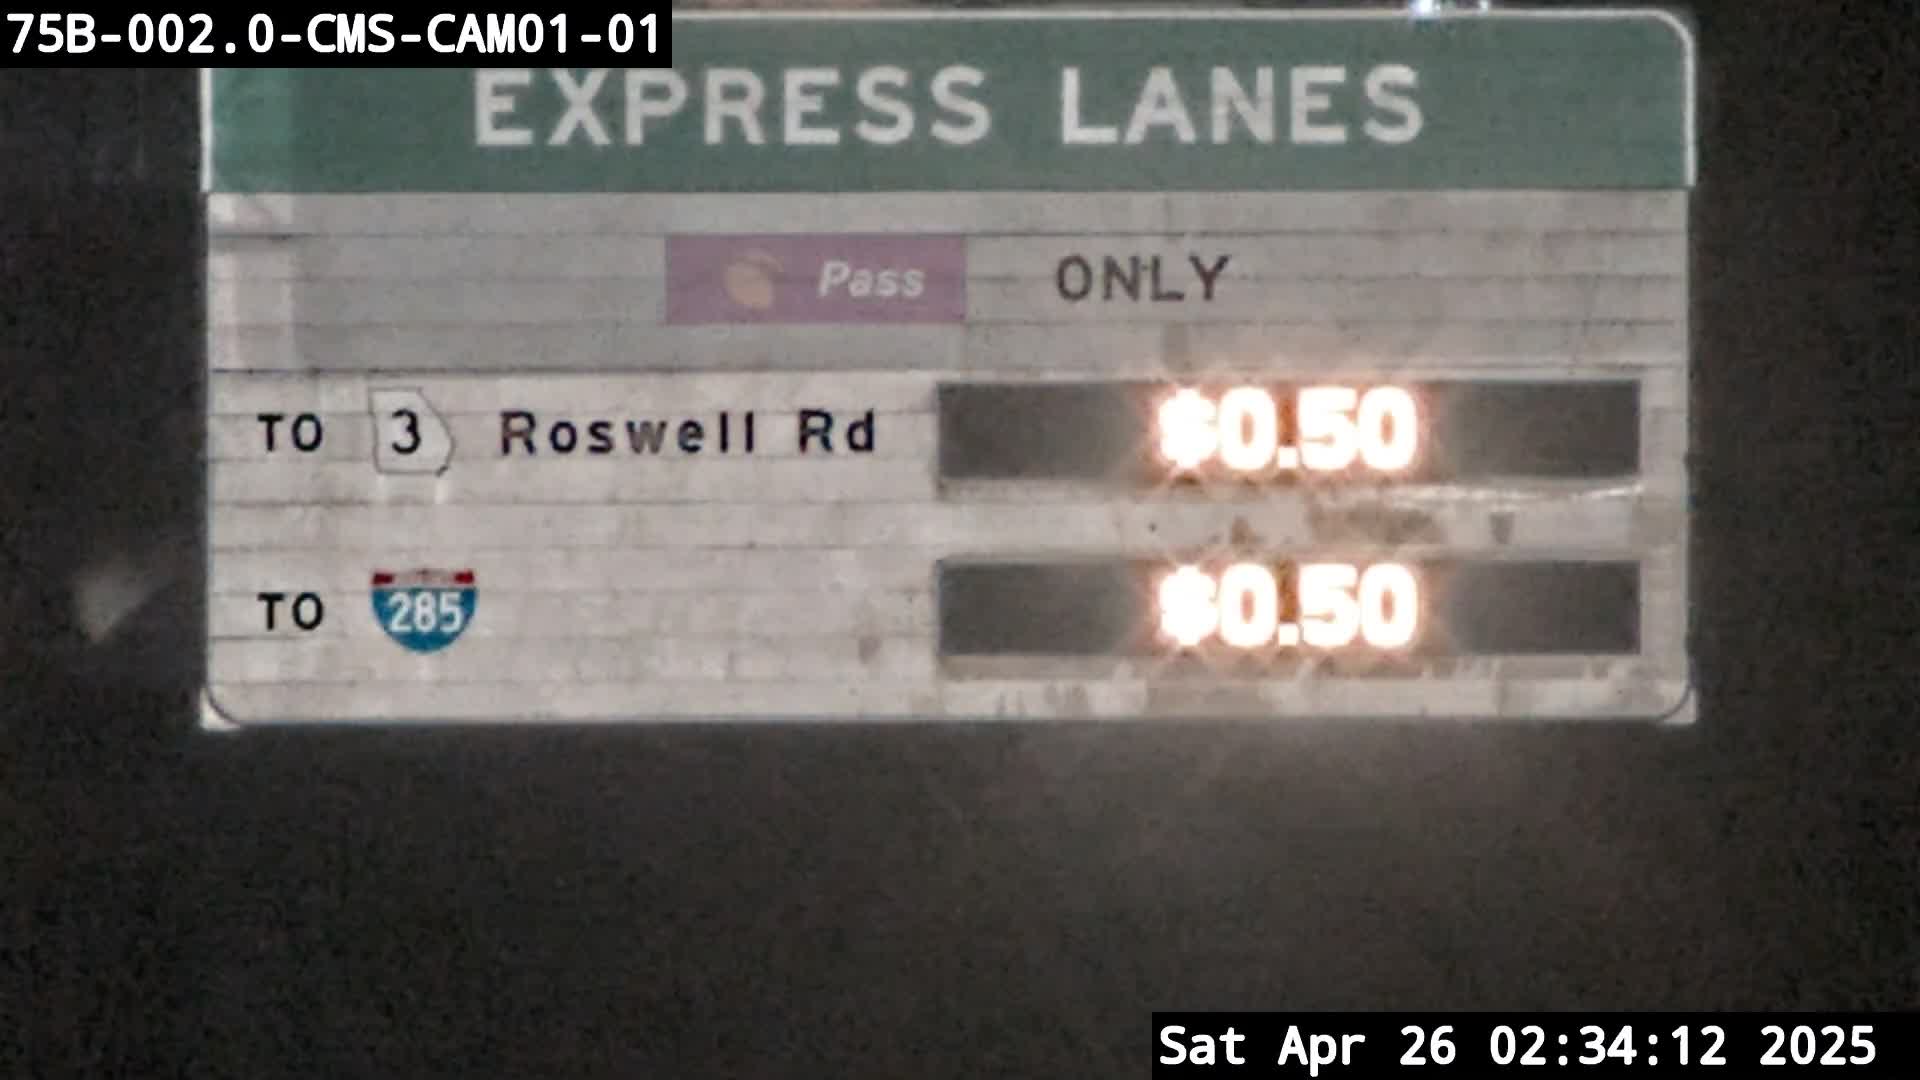 75B-002.0-CMS-CAM01-01
EXPRESS LANES
Pass ONLY
TO 3 Roswell Rd $0.50
TO 285 $0.50
Sat Apr 26 02:34:12 2025